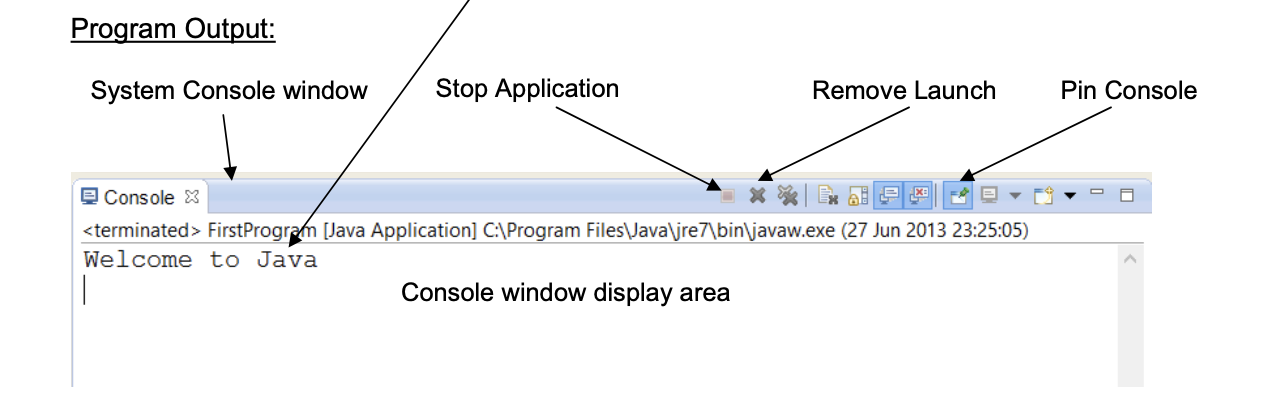 Program Output:
System Console window
Stop Application
Remove Launch
Pin Console
Console
<terminated> FirstProgram [Java Application] C:\Program Files\Java\jre7\bin\javaw.exe (27 Jun 2013 23:25:05)
Welcome to Java
Console window display area